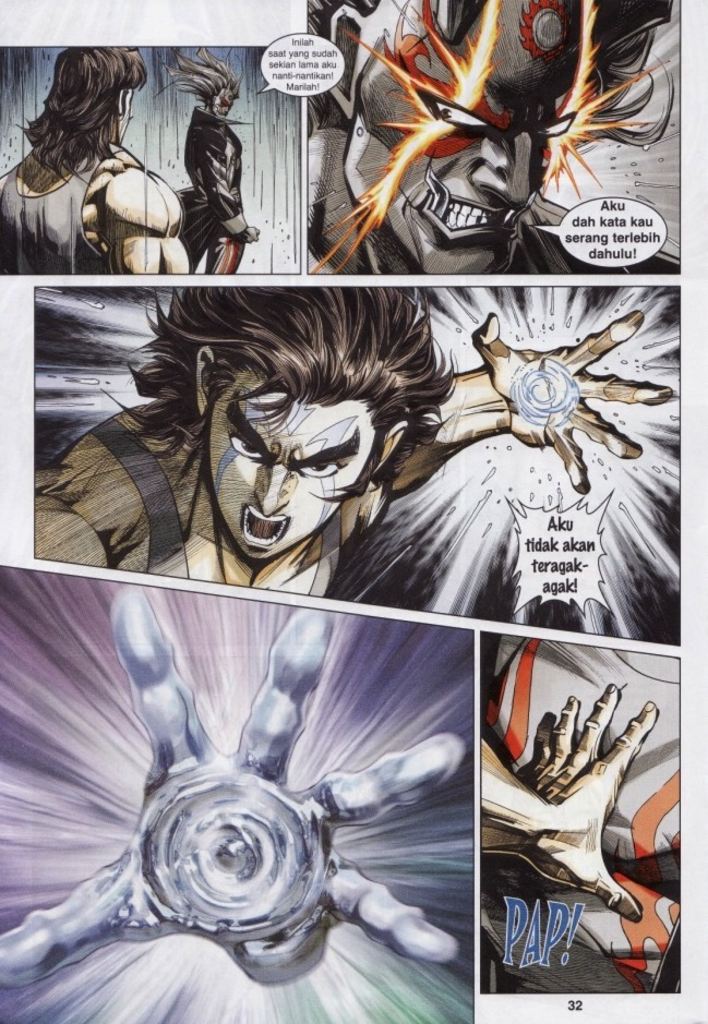 Inilah
saat yang sudah
sekian lama aku
nanti-nantikan!
Marilah!
Aku
dah kata kau
serang terlebih
dahulu!
Aku
tidak akan
teragak-
agak!
PAP!
32